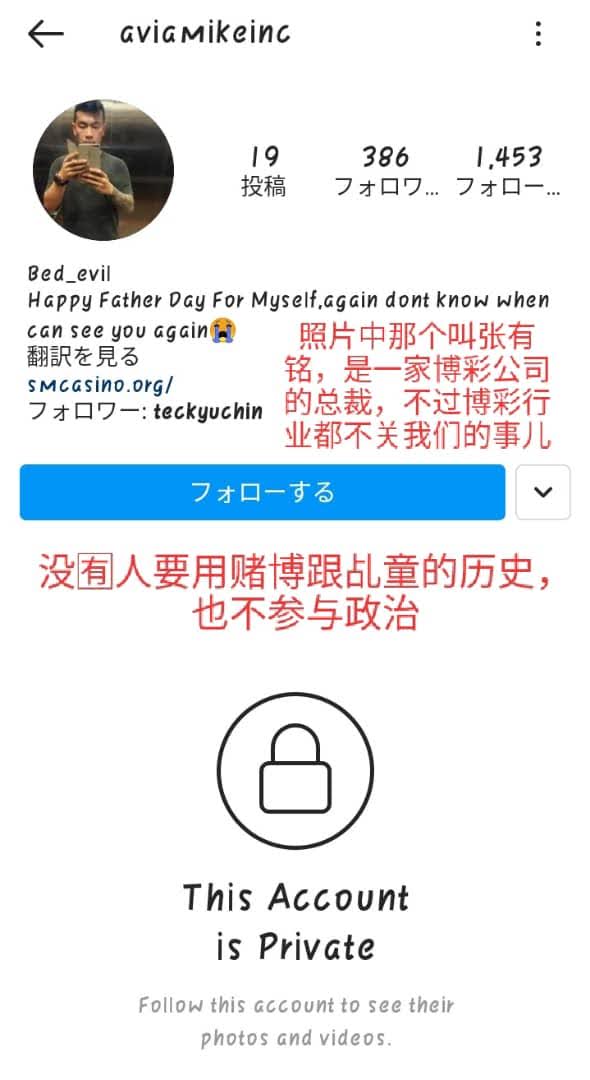 aviamikeinc
19
386
1,453
投稿
フォロワ...
フォロー...
Bed_evil
Happy Father Day For Myself,again dont know when
can see you again😭
翻訳を見る
smcasino.org/
フォロワー: teckyuchin
照片中那个叫张有
铭，是一家博彩公司
的总裁，不过博彩行
业都不关我们的事儿
フォローする
没🈶人要用赌博跟乩童的历史，
也不参与政治
This Account
is Private
Follow this account to see their
photos and videos.